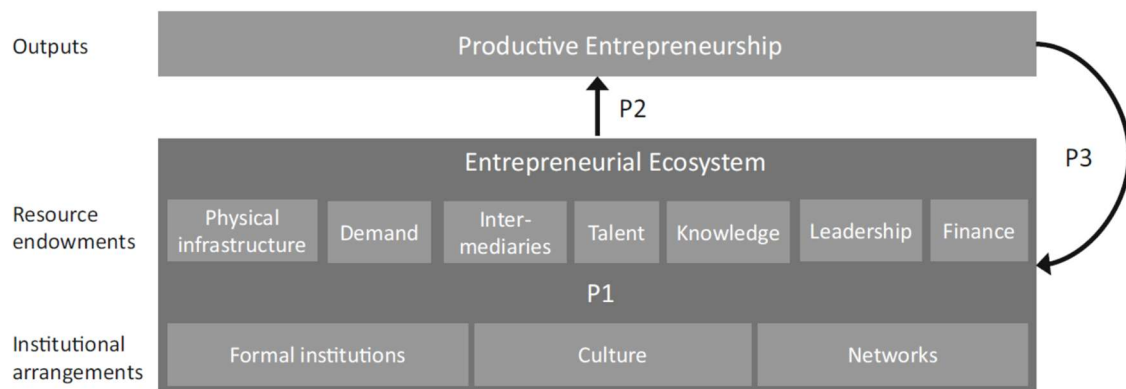 Outputs
Productive Entrepreneurship
P2
P3
Entrepreneurial Ecosystem
Resource
endowments
Physical
infrastructure
Demand
Inter-
mediaries
Talent
Knowledge
Leadership
Finance
P1
Institutional
arrangements
Formal institutions
Culture
Networks